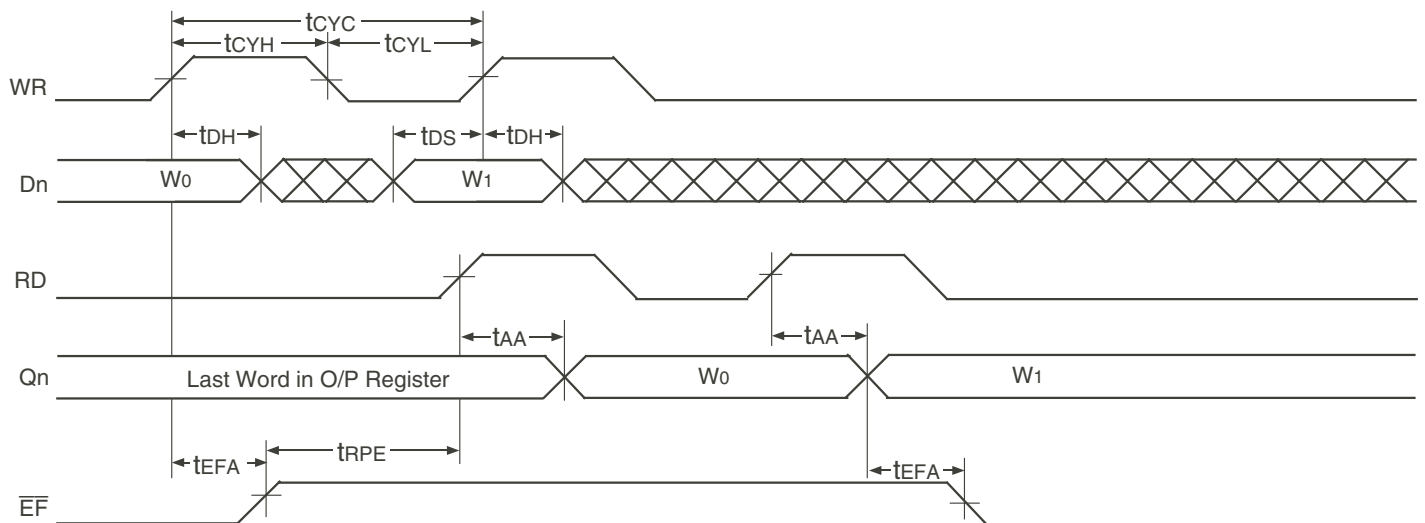 tCYC
tCYH
tCYL
WR
tDH
tDS
tDH
Dn
W0
W1
RD
tAA
tAA
Qn
Last Word in O/P Register
W0
W1
tEFA
tRPE
tEFA
E̅F̅